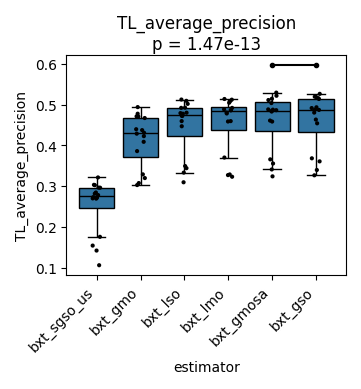 TL_average_precision
p = 1.47e-13
TL_average_precision
0.6
0.5
0.4
0.3
0.2
0.1
bxt_sgso_us
bxt_gmo
bxt_lso
bxt_lmo
bxt_gmosa
bxt_gso
estimator